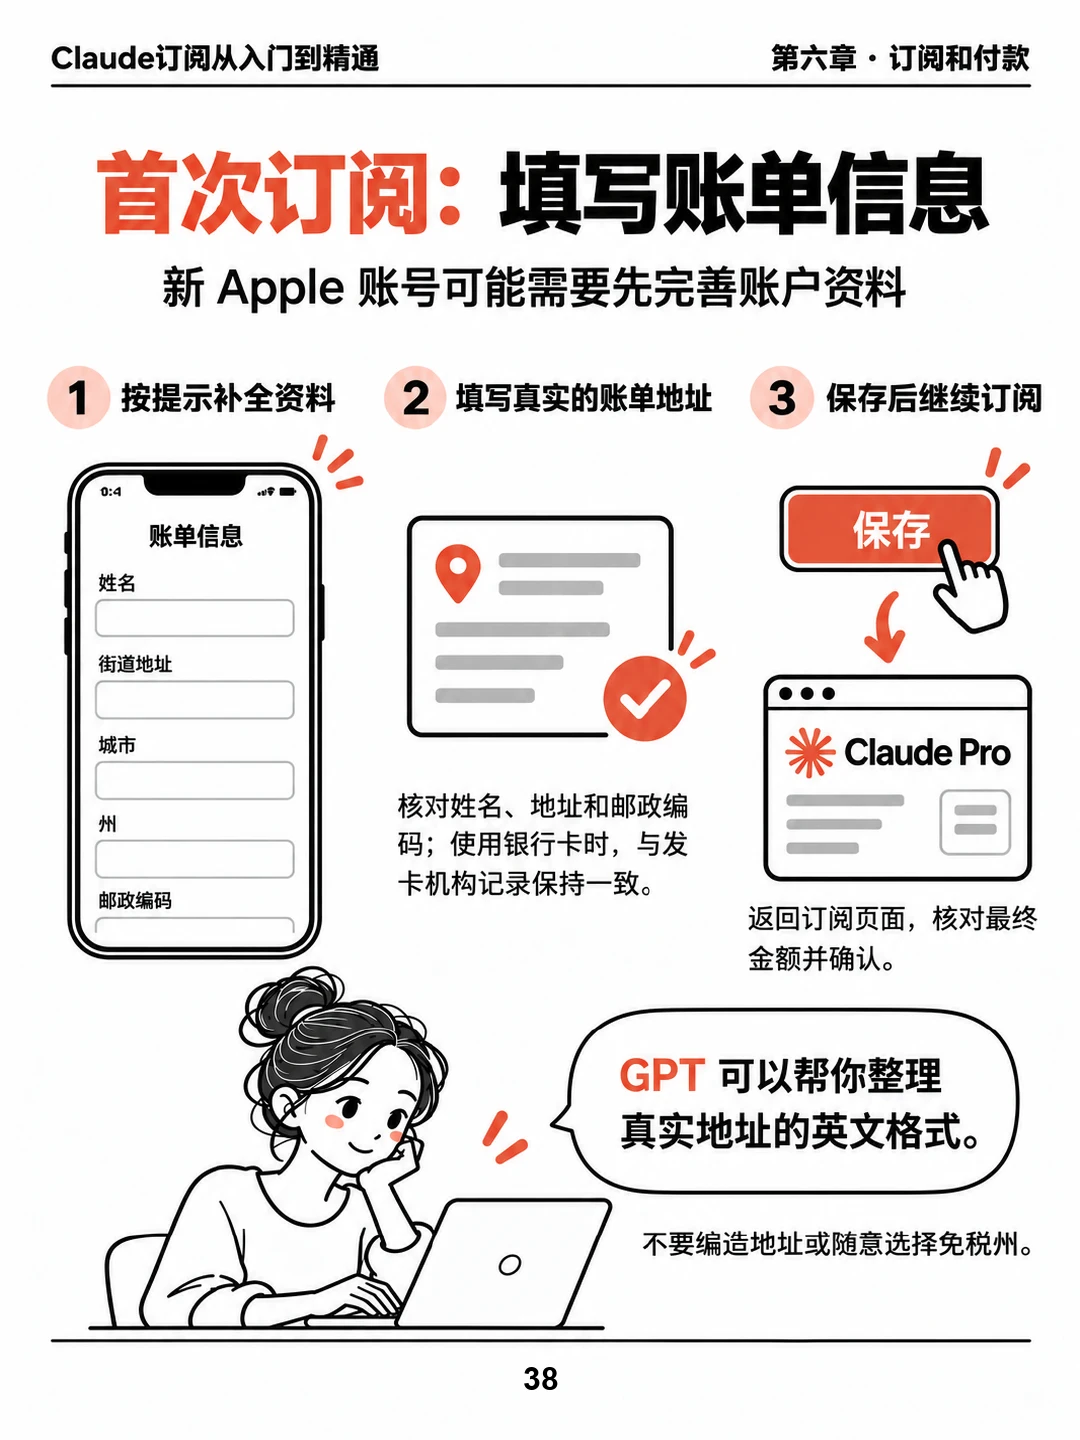 Claude订阅从入门到精通
第六章·订阅和付款
首次订阅：填写账单信息
新 Apple 账号可能需要先完善账户资料
1 按提示补全资料
2 填写真实的账单地址
3 保存后继续订阅
9:4
账单信息
姓名
街道地址
城市
州
邮政编码
核对姓名、地址和邮政编
码；使用银行卡时，与发
卡机构记录保持一致。
保存
Claude Pro
返回订阅页面，核对最终
金额并确认。
GPT 可以帮你整理
真实地址的英文格式。
不要编造地址或随意选择免税州。
38